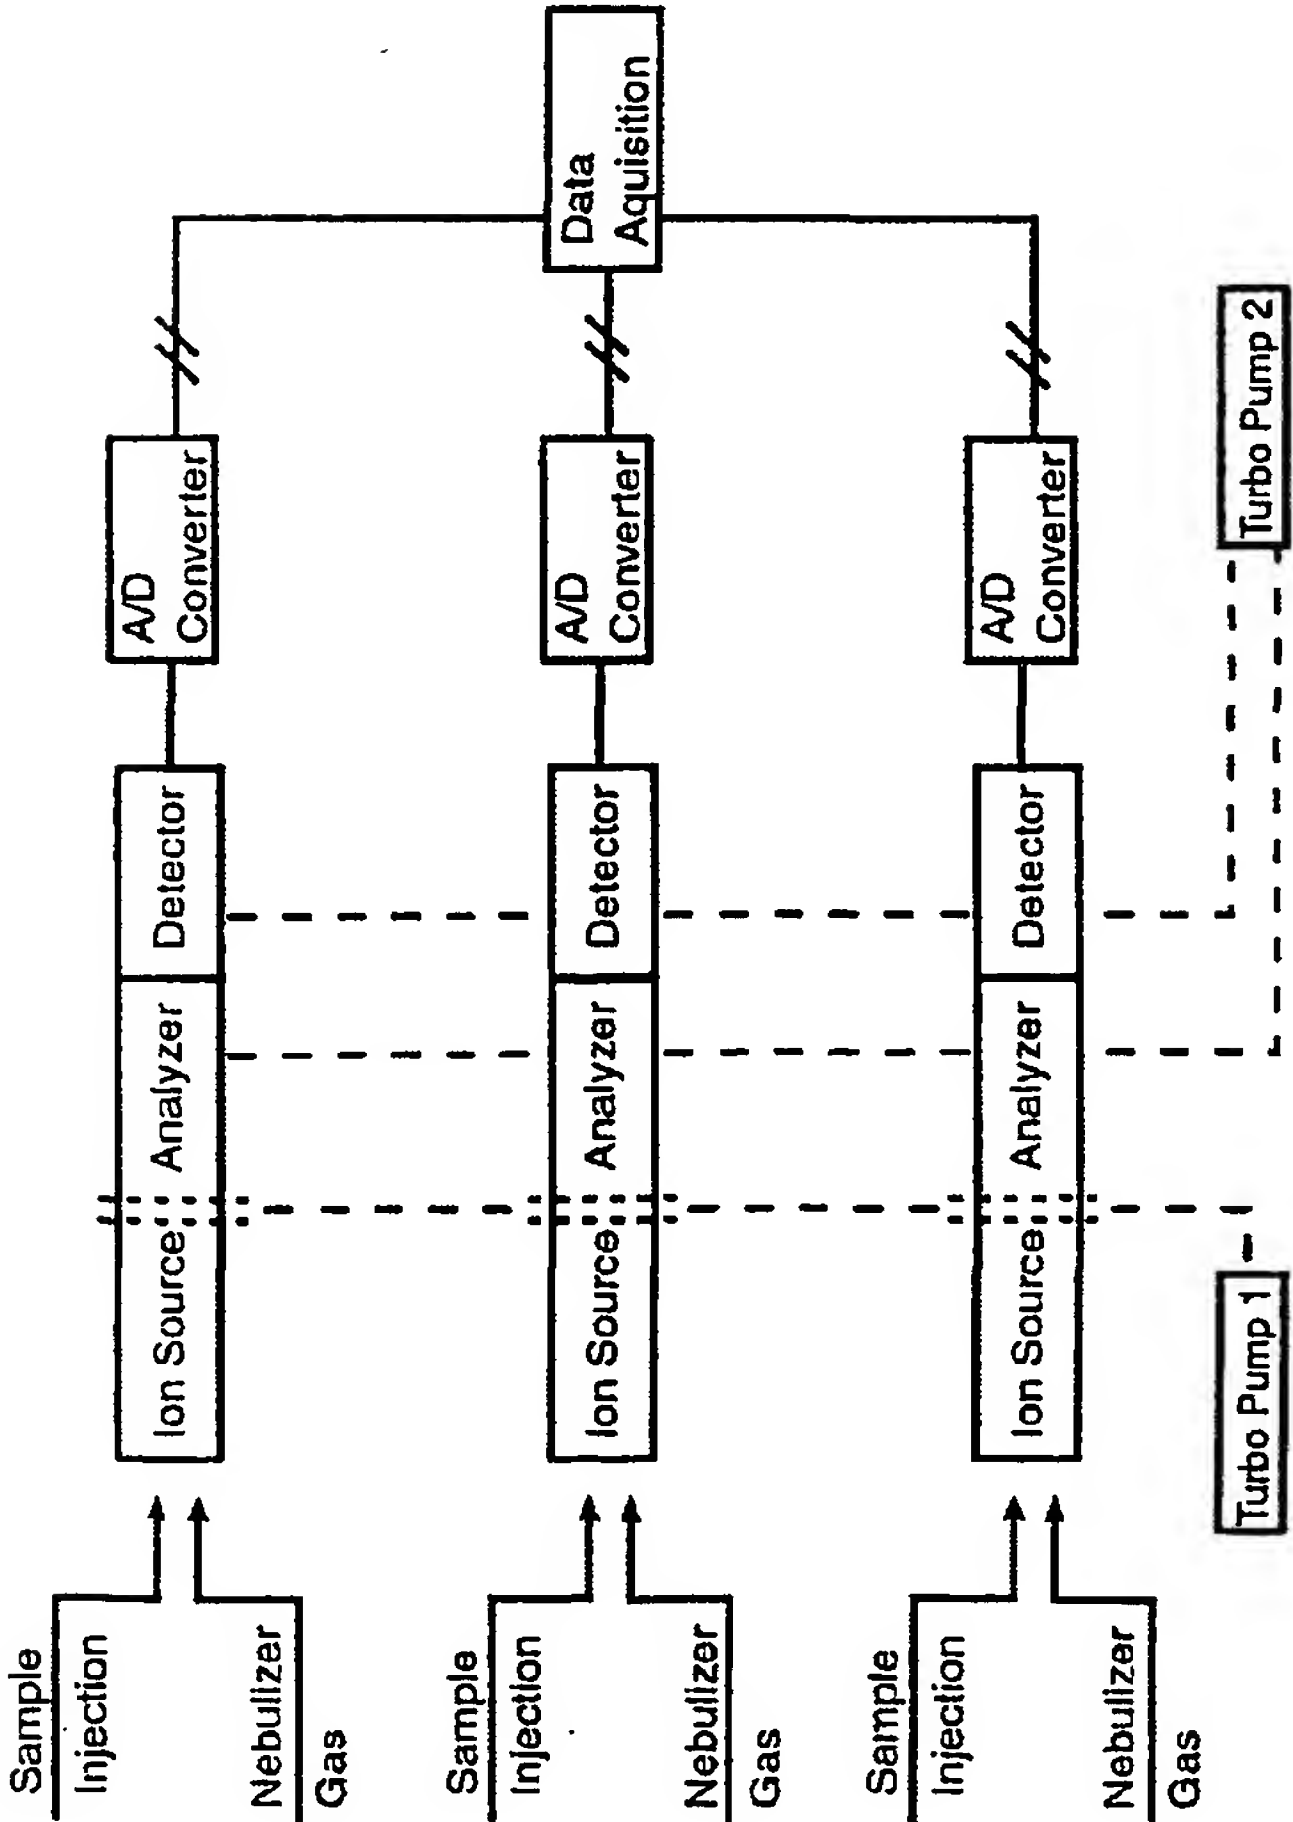 Sample
Injection
Nebulizer
Gas
Ion Source
Analyzer
Detector
A/D
Converter
Sample
Injection
Nebulizer
Gas
Ion Source
Analyzer
Detector
A/D
Converter
Data
Aquisition
Sample
Injection
Nebulizer
Gas
Ion Source
Analyzer
Detector
A/D
Converter
Turbo Pump 1
Turbo Pump 2